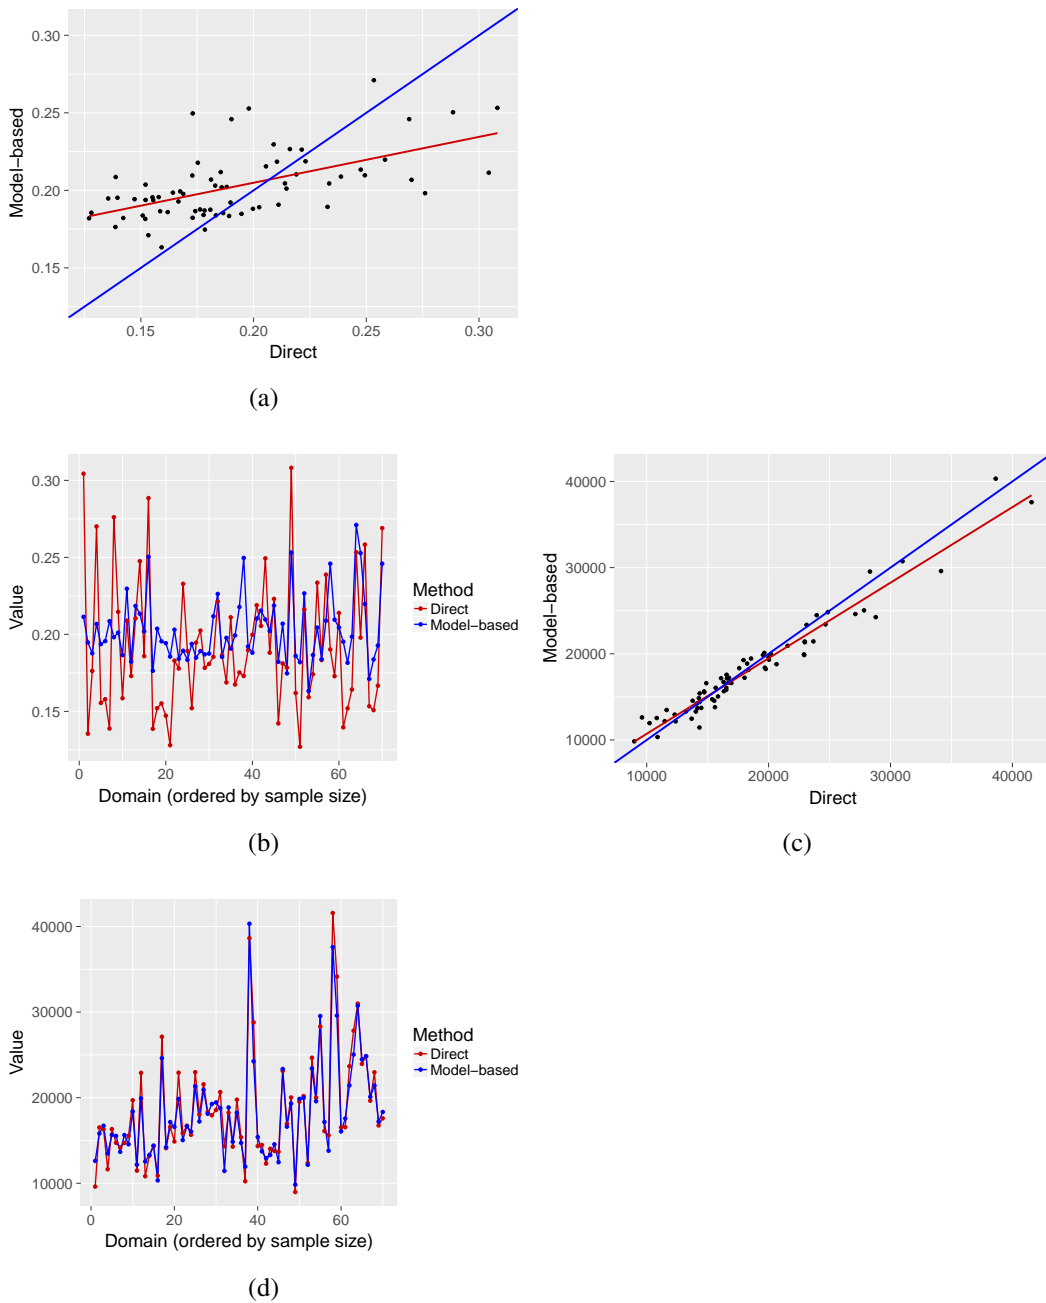 0.30
0.25
0.20
0.15
Model−based
0.15 0.20 0.25 0.30
Direct
(a)
0.30
0.25
0.20
0.15
Value
0 20 40 60
Domain (ordered by sample size)
Method
Direct
Model−based
(b)
40000
30000
20000
10000
Model−based
10000 20000 30000 40000
Direct
(c)
40000
30000
20000
10000
Value
0 20 40 60
Domain (ordered by sample size)
Method
Direct
Model−based
(d)